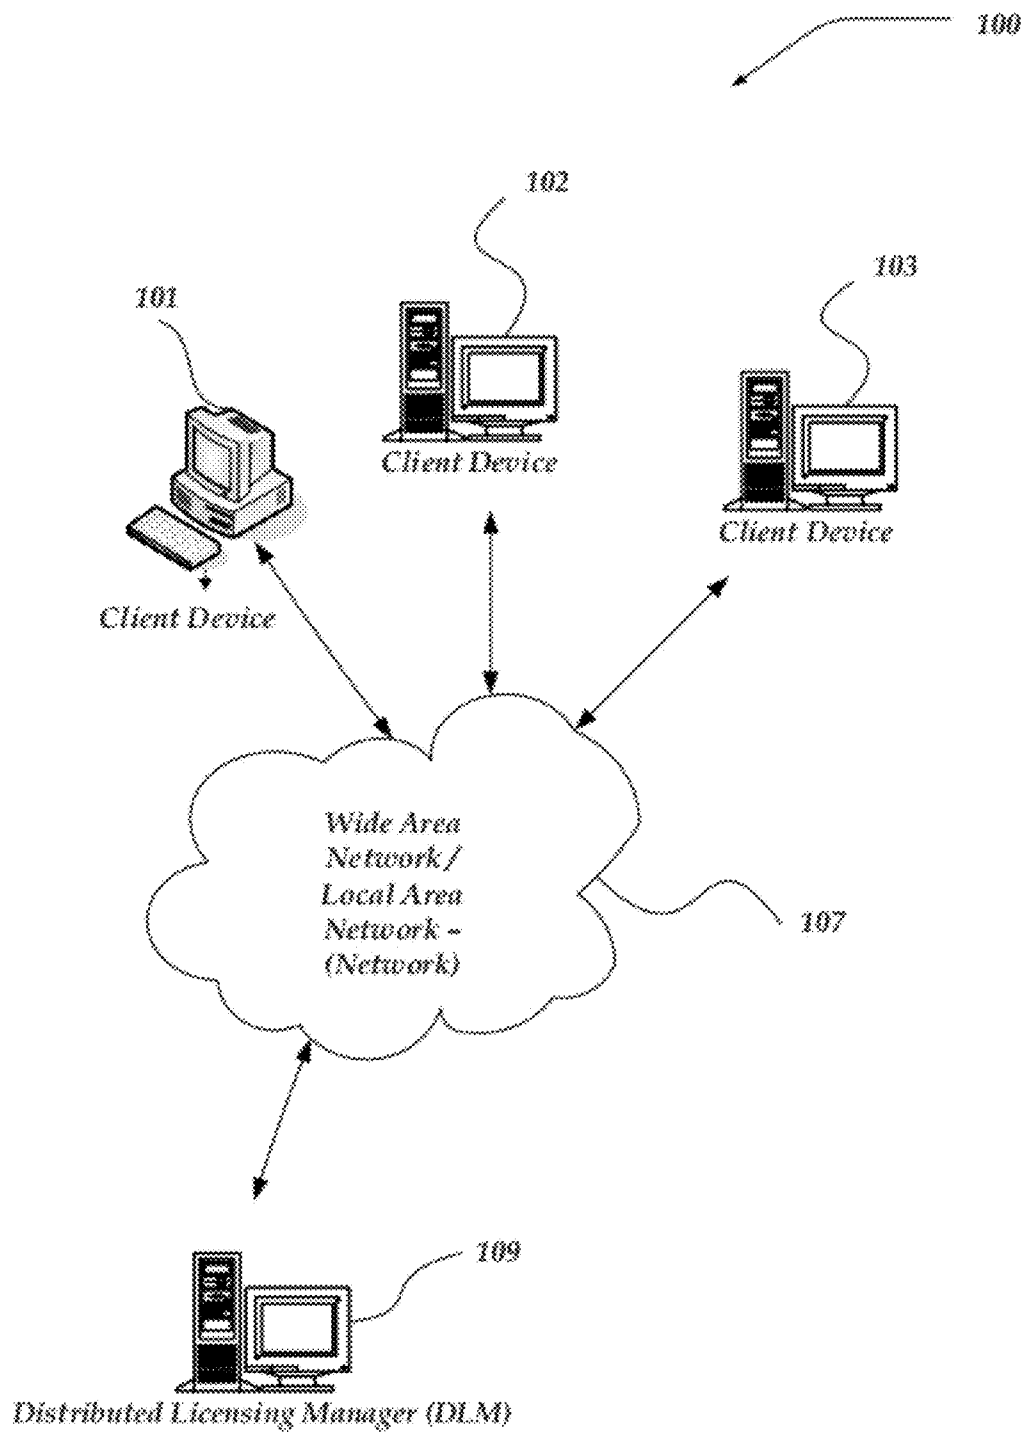 100
102
103
101
Client Device
Client Device
Client Device
Wide Area
Network/
Local Area
Network -
(Network)
107
109
Distributed Licensing Manager (DLM)